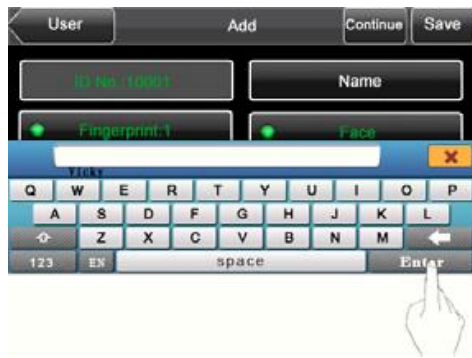 User Add Continue Save
ID No.:10001 Name
Fingerprint:1 Face
Vicky
Q W E R T Y U I O P
A S D F G H J K L
Z X C V B N M
123 EN space Enter